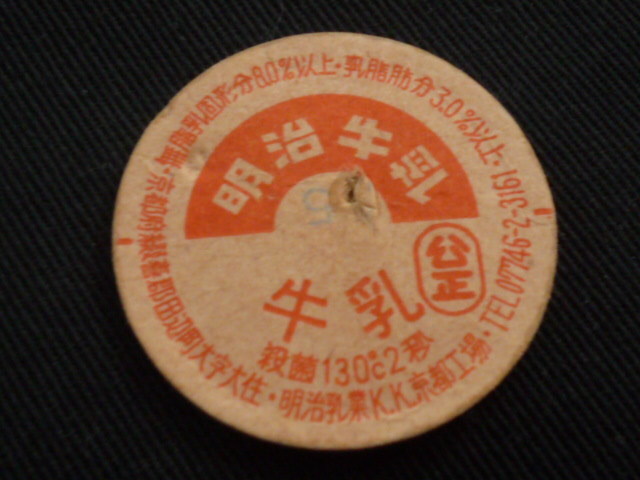 明治牛乳
8
公正
牛乳
殺菌130℃2秒
無脂乳固形分8.0%以上・乳脂肪分3.0%以上・TEL07746-2-3161
京都府綴喜郡田辺町大字大住・明治乳業K.K.京都工場・